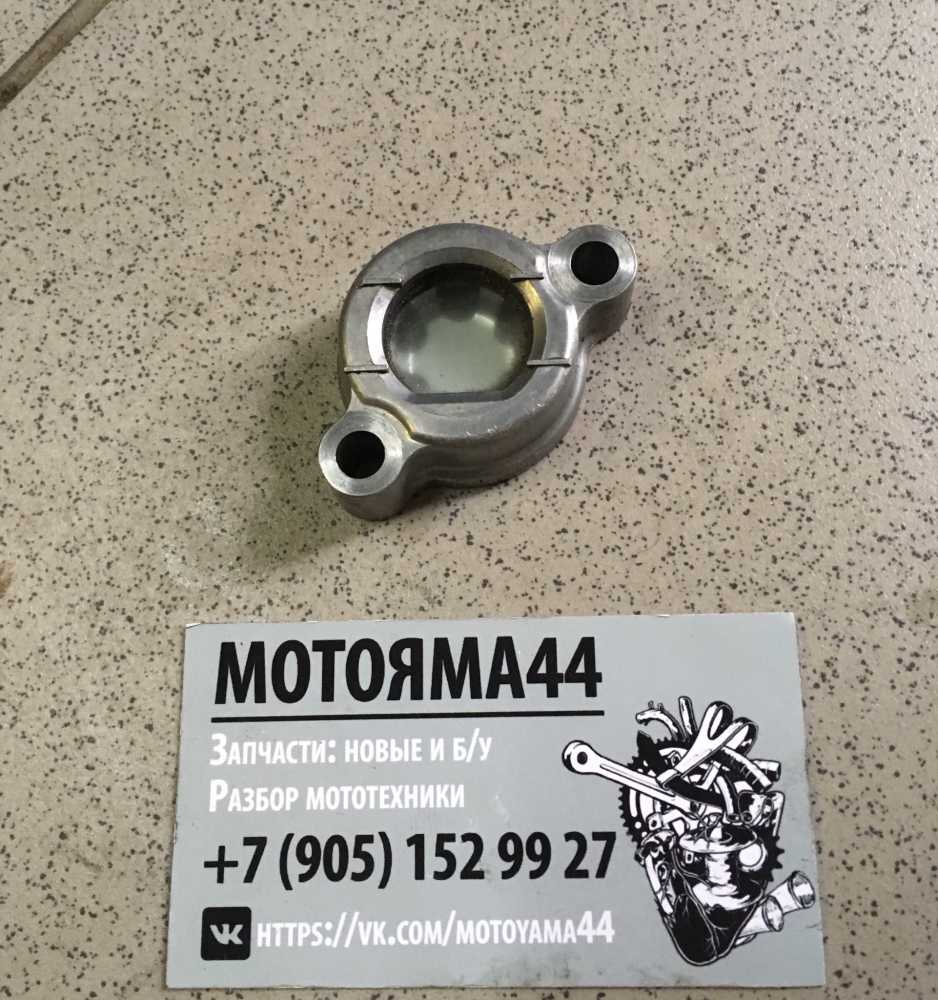 МОТОЯМА44
Запчасти: новые и б/у
Разбор мототехники
+7 (905) 152 99 27
https://vk.com/motoyama44